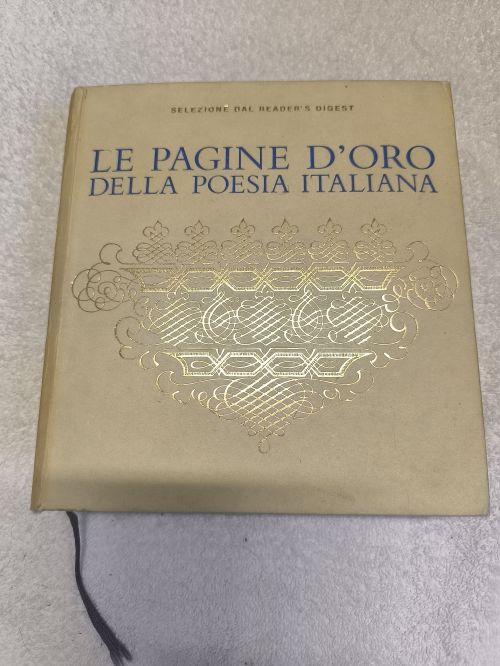 SELEZIONE DAL READER'S DIGEST
LE PAGINE D'ORO
DELLA POESIA ITALIANA